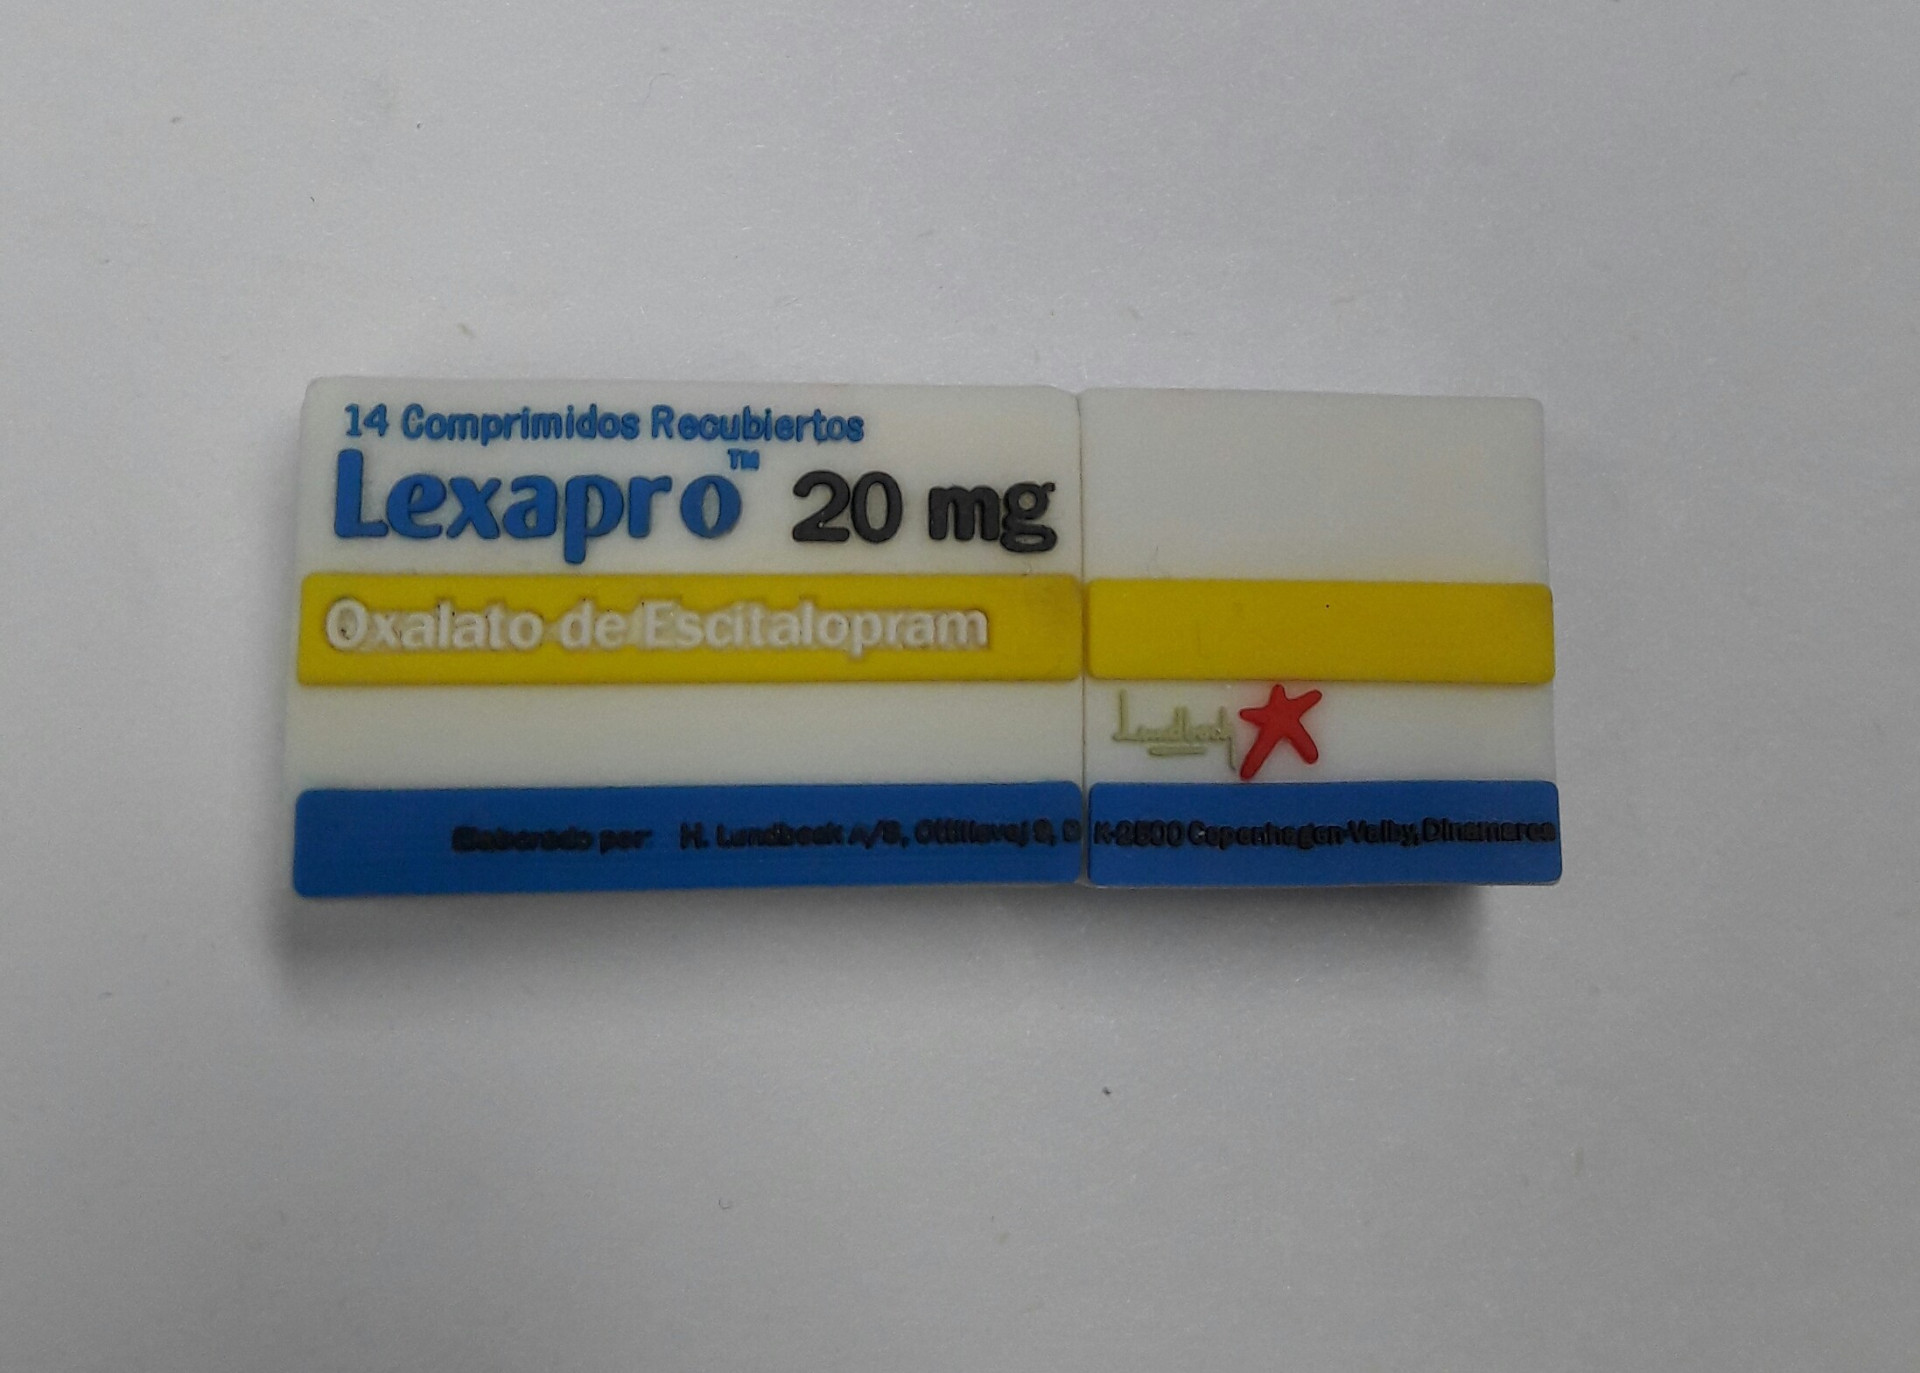 14 Comprimidos Recubiertos
Lexapro™ 20 mg
Oxalato de Escitalopram
Lundbeck
Elaborado por: H. Lundbeck A/S, Ottiliavej 9, D K-2500 Copenhagen-Valby, Dinamarca